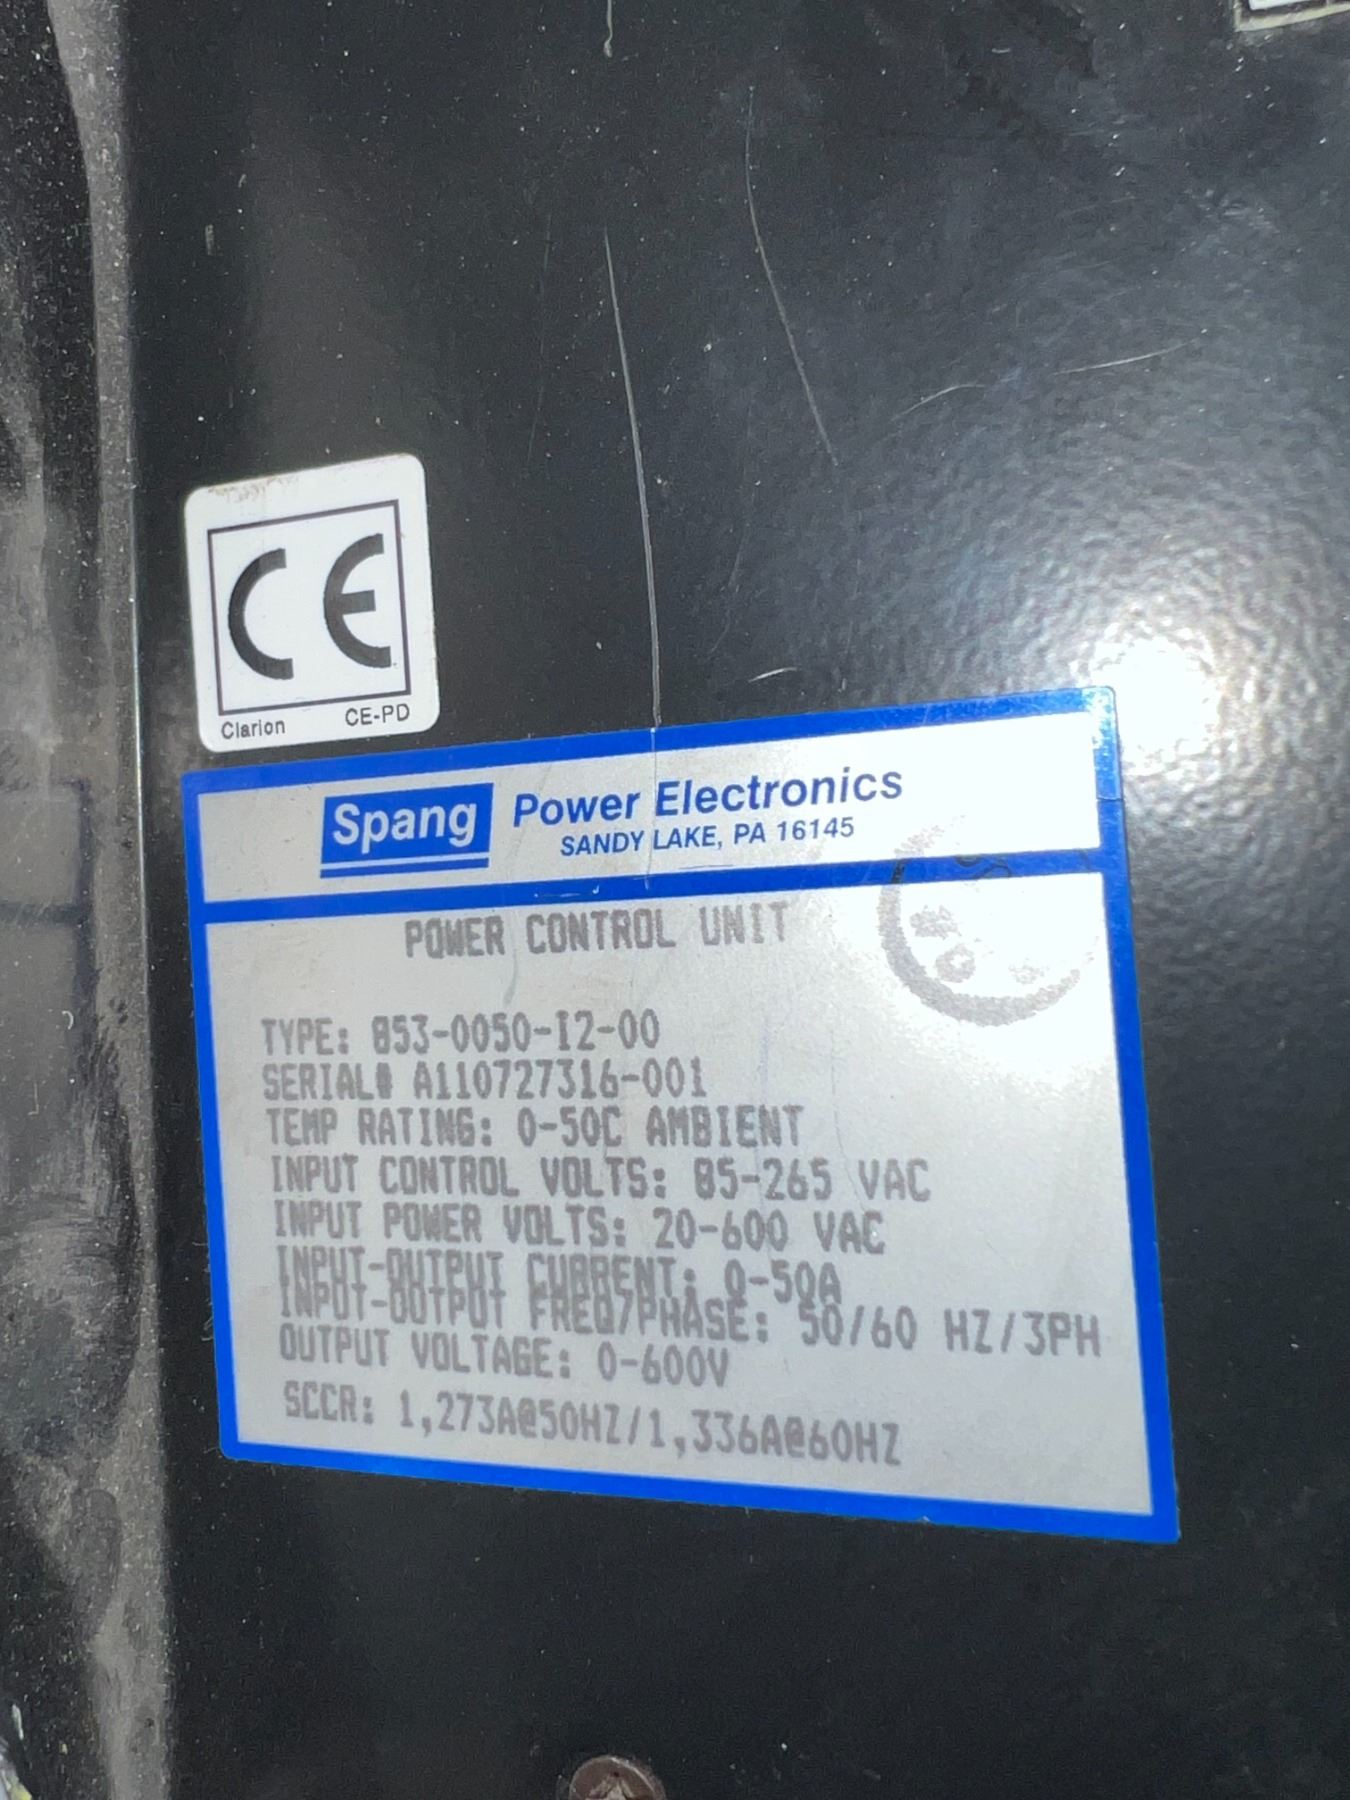 CE
Clarion CE-PD
Spang Power Electronics
SANDY LAKE, PA 16145
POWER CONTROL UNIT
TYPE: 853-0050-I2-00
SERIAL# A110727316-001
TEMP RATING: 0-50C AMBIENT
INPUT CONTROL VOLTS: 85-265 VAC
INPUT POWER VOLTS: 20-600 VAC
INPUT-OUTPUT CURRENT: 0-50A
INPUT-OUTPUT FREQ/PHASE: 50/60 HZ/3PH
OUTPUT VOLTAGE: 0-600V
SCCR: 1,273A@50HZ/1,336A@60HZ